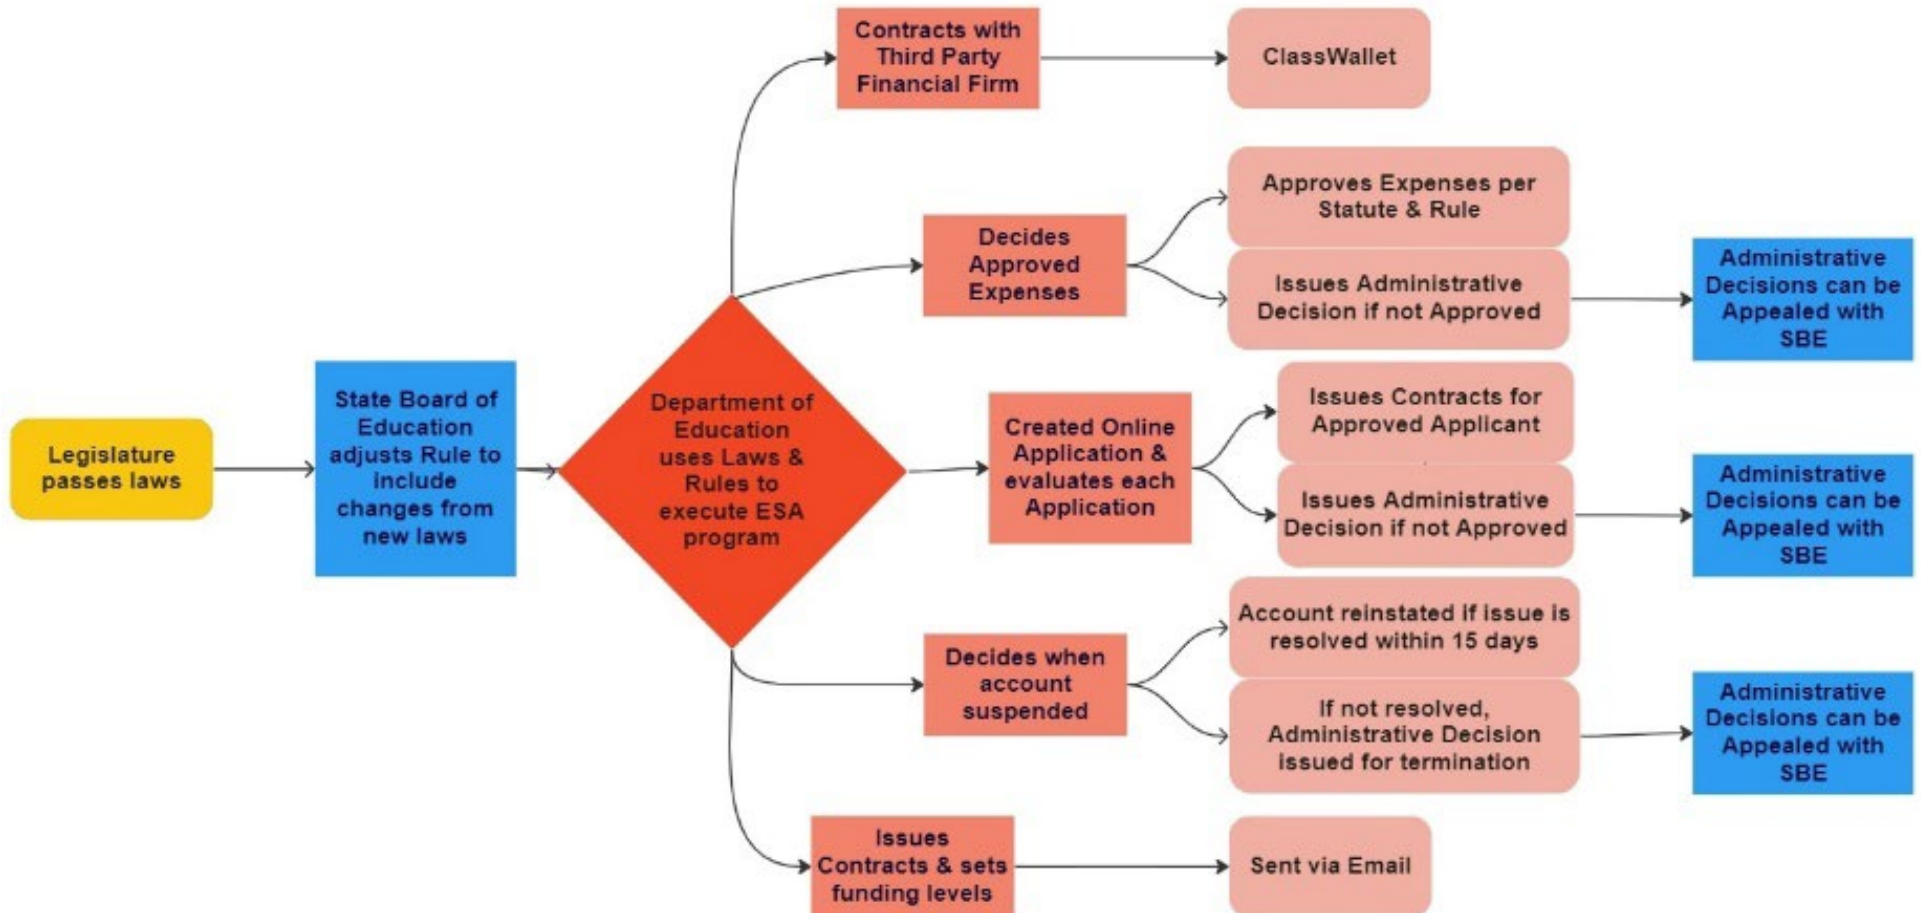 Legislature
passes laws
State Board of
Education
adjusts Rule to
include
changes from
new laws
Department of
Education
uses Laws &
Rules to
execute ESA
program
Contracts with
Third Party
Financial Firm
ClassWallet
Decides
Approved
Expenses
Approves Expenses per
Statute & Rule
Issues Administrative
Decision if not Approved
Administrative
Decisions can be
Appealed with
SBE
Created Online
Application &
evaluates each
Application
Issues Contracts for
Approved Applicant
Issues Administrative
Decision if not Approved
Administrative
Decisions can be
Appealed with
SBE
Decides when
account
suspended
Account reinstated if issue is
resolved within 15 days
If not resolved,
Administrative Decision
issued for termination
Administrative
Decisions can be
Appealed with
SBE
Issues
Contracts & sets
funding levels
Sent via Email